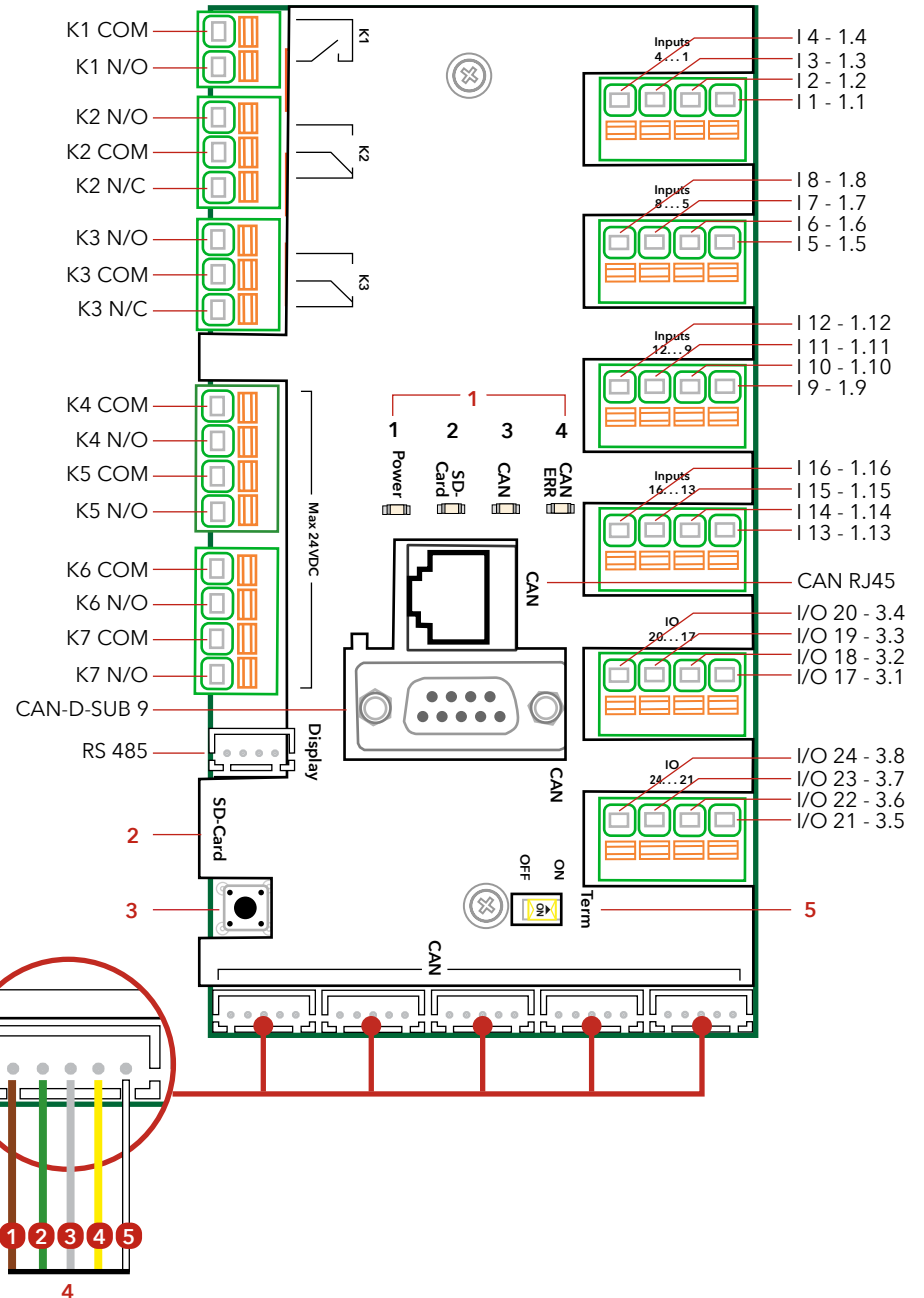 K1 COM
K1 N/O
K2 N/O
K2 COM
K2 N/C
K3 N/O
K3 COM
K3 N/C
K4 COM
K4 N/O
K5 COM
K5 N/O
K6 COM
K6 N/O
K7 COM
K7 N/O
CAN-D-SUB 9
RS 485
2
3
K1
K2
K3
Max 24VDC
Display
SD-Card
1
1
2
3
4
Power
SD-
Card
CAN
CAN
ERR
CAN
CAN
OFF
ON
ON
Term
CAN
Inputs
4...1
Inputs
8...5
Inputs
12...9
Inputs
16...13
IO
20...17
IO
24...21
I 4 - 1.4
I 3 - 1.3
I 2 - 1.2
I 1 - 1.1
I 8 - 1.8
I 7 - 1.7
I 6 - 1.6
I 5 - 1.5
I 12 - 1.12
I 11 - 1.11
I 10 - 1.10
I 9 - 1.9
I 16 - 1.16
I 15 - 1.15
I 14 - 1.14
I 13 - 1.13
CAN RJ45
I/O 20 - 3.4
I/O 19 - 3.3
I/O 18 - 3.2
I/O 17 - 3.1
I/O 24 - 3.8
I/O 23 - 3.7
I/O 22 - 3.6
I/O 21 - 3.5
5
1 2 3 4 5
4